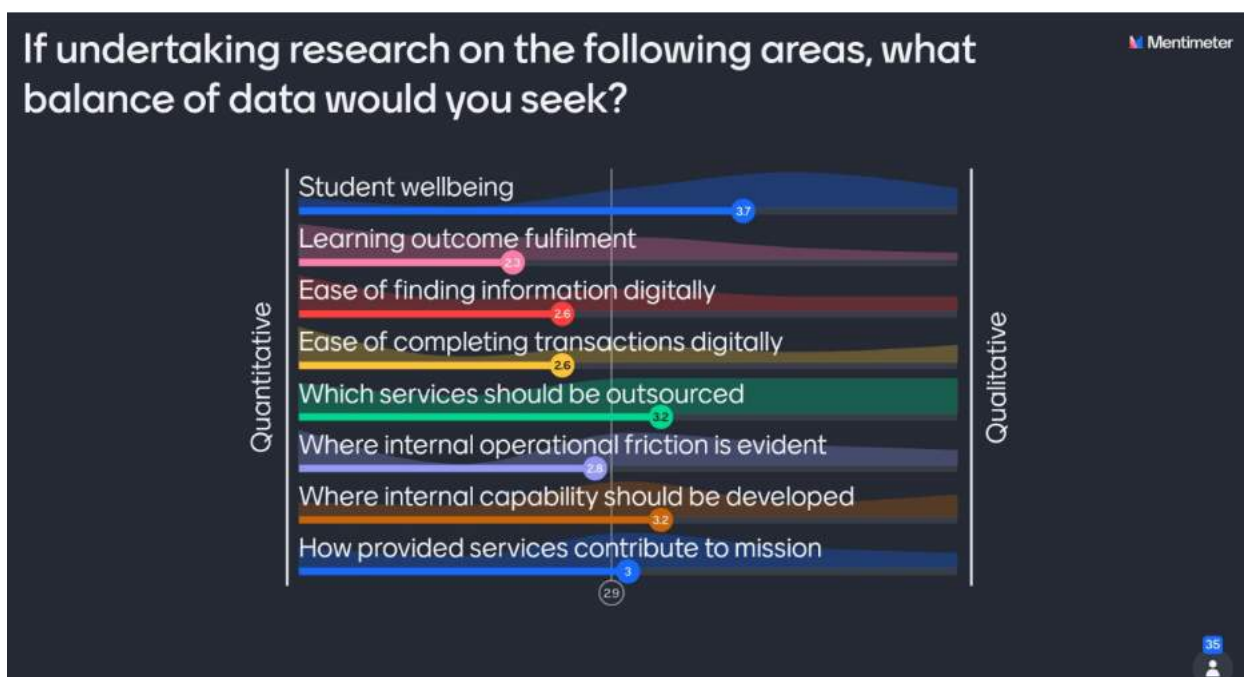 If undertaking research on the following areas, what
balance of data would you seek?
Mentimeter
Quantitative
Student wellbeing
3.7
Learning outcome fulfilment
2.3
Ease of finding information digitally
2.6
Ease of completing transactions digitally
2.6
Which services should be outsourced
3.2
Where internal operational friction is evident
2.8
Where internal capability should be developed
3.2
How provided services contribute to mission
3
2.9
Qualitative
35